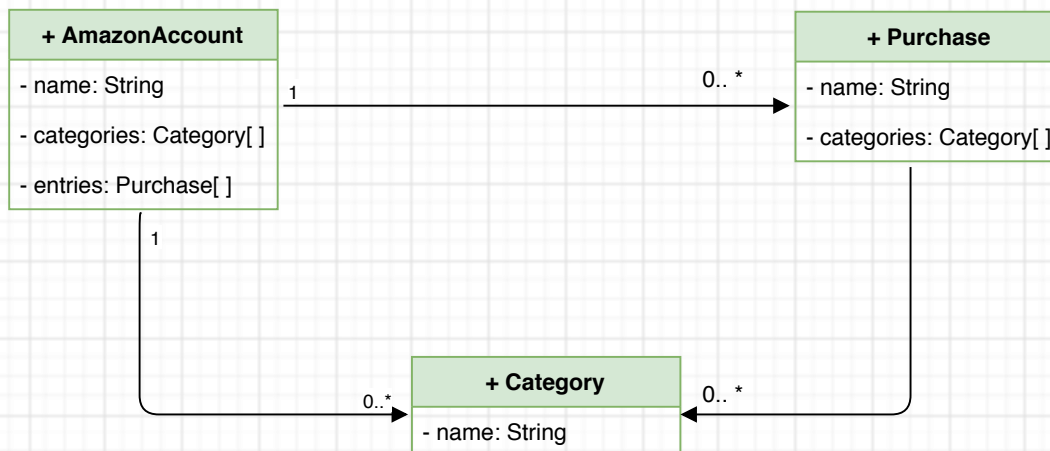 + AmazonAccount
- name: String
- categories: Category[ ]
- entries: Purchase[ ]
1
0.. *
+ Purchase
- name: String
- categories: Category[ ]
1
0..*
0.. *
+ Category
- name: String